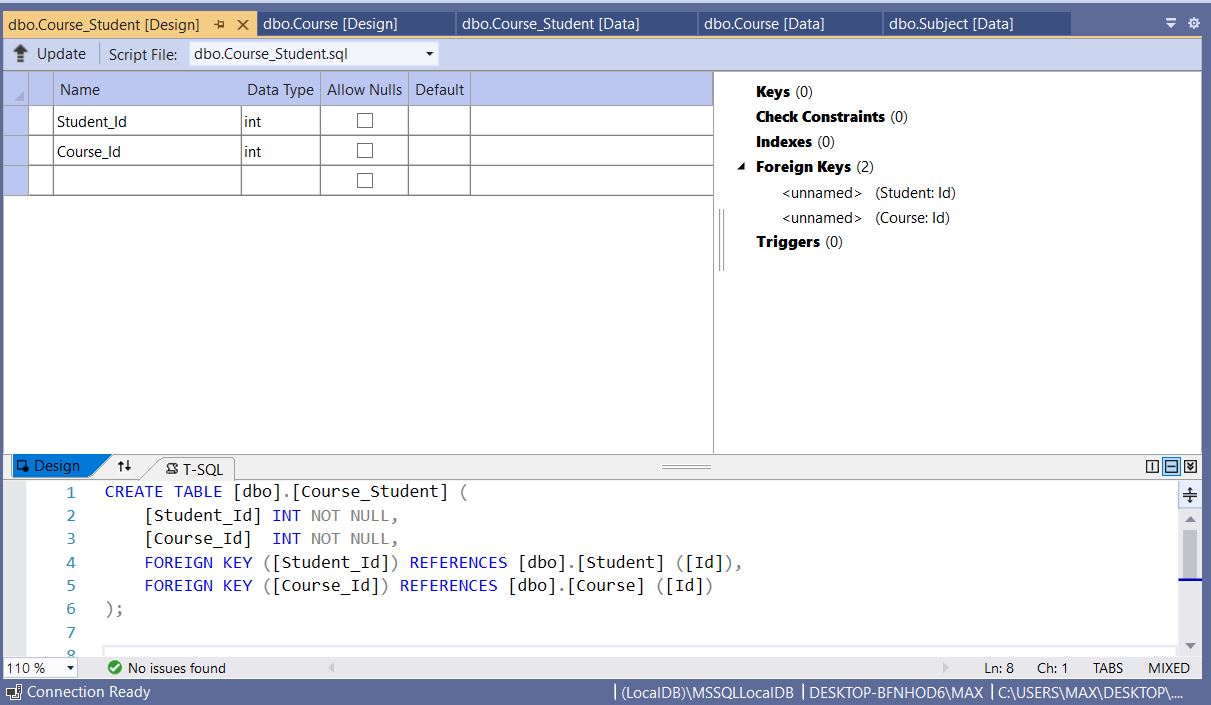 dbo.Course_Student [Design] dbo.Course [Design] dbo.Course_Student [Data] dbo.Course [Data] dbo.Subject [Data]
Update Script File: dbo.Course_Student.sql
Name Data Type Allow Nulls Default
Student_Id int
Course_Id int
Keys (0)
Check Constraints (0)
Indexes (0)
Foreign Keys (2)
<unnamed> (Student: Id)
<unnamed> (Course: Id)
Triggers (0)
Design T-SQL
1 CREATE TABLE [dbo].[Course_Student] (
2 [Student_Id] INT NOT NULL,
3 [Course_Id] INT NOT NULL,
4 FOREIGN KEY ([Student_Id]) REFERENCES [dbo].[Student] ([Id]),
5 FOREIGN KEY ([Course_Id]) REFERENCES [dbo].[Course] ([Id])
6 );
7
8
110 % No issues found Ln: 8 Ch: 1 TABS MIXED
Connection Ready (LocalDB)\MSSQLLocalDB DESKTOP-BFNHOD6\MAX C:\USERS\MAX\DESKTOP\....